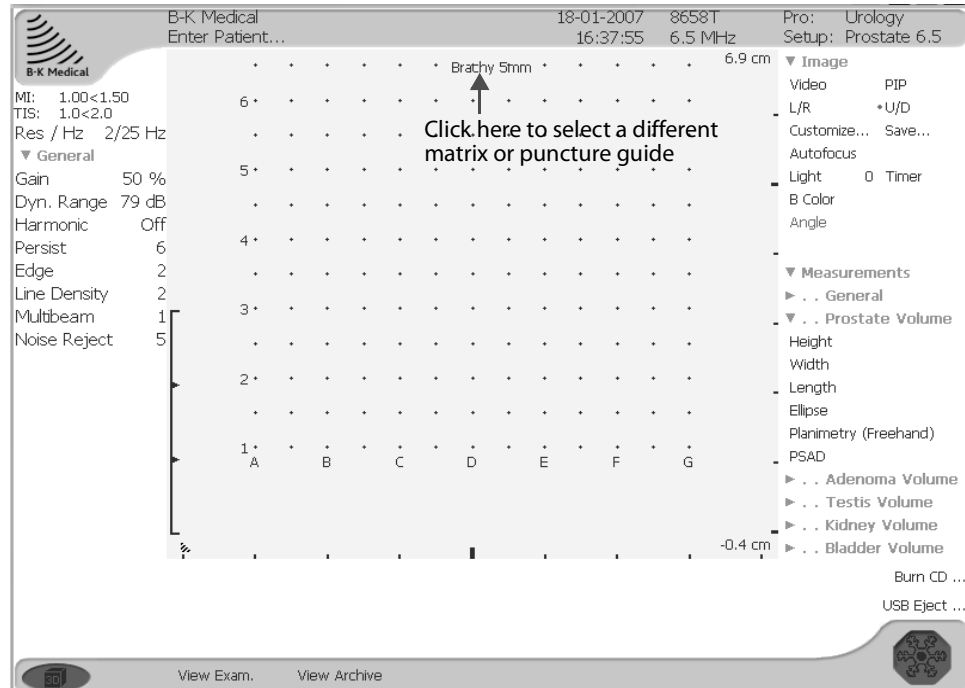 B-K Medical
B-K Medical 18-01-2007 8658T Pro: Urology
Enter Patient... 16:37:55 6.5 MHz Setup: Prostate 6.5
MI: 1.00<1.50
TIS: 1.0<2.0
Res / Hz 2/25 Hz
▼ General
Gain 50 %
Dyn. Range 79 dB
Harmonic Off
Persist 6
Edge 2
Line Density 2
Multibeam 1
Noise Reject 5
Brathy 5mm 6.9 cm
Click here to select a different
matrix or puncture guide
6
5
4
3
2
1
A B C D E F G
-0.4 cm
▼ Image
Video PIP
L/R •U/D
Customize... Save...
Autofocus
Light 0 Timer
B Color
Angle
▼ Measurements
► . . General
▼ . . Prostate Volume
Height
Width
Length
Ellipse
Planimetry (Freehand)
PSAD
► . . Adenoma Volume
► . . Testis Volume
► . . Kidney Volume
► . . Bladder Volume
Burn CD ...
USB Eject ...
3D View Exam. View Archive